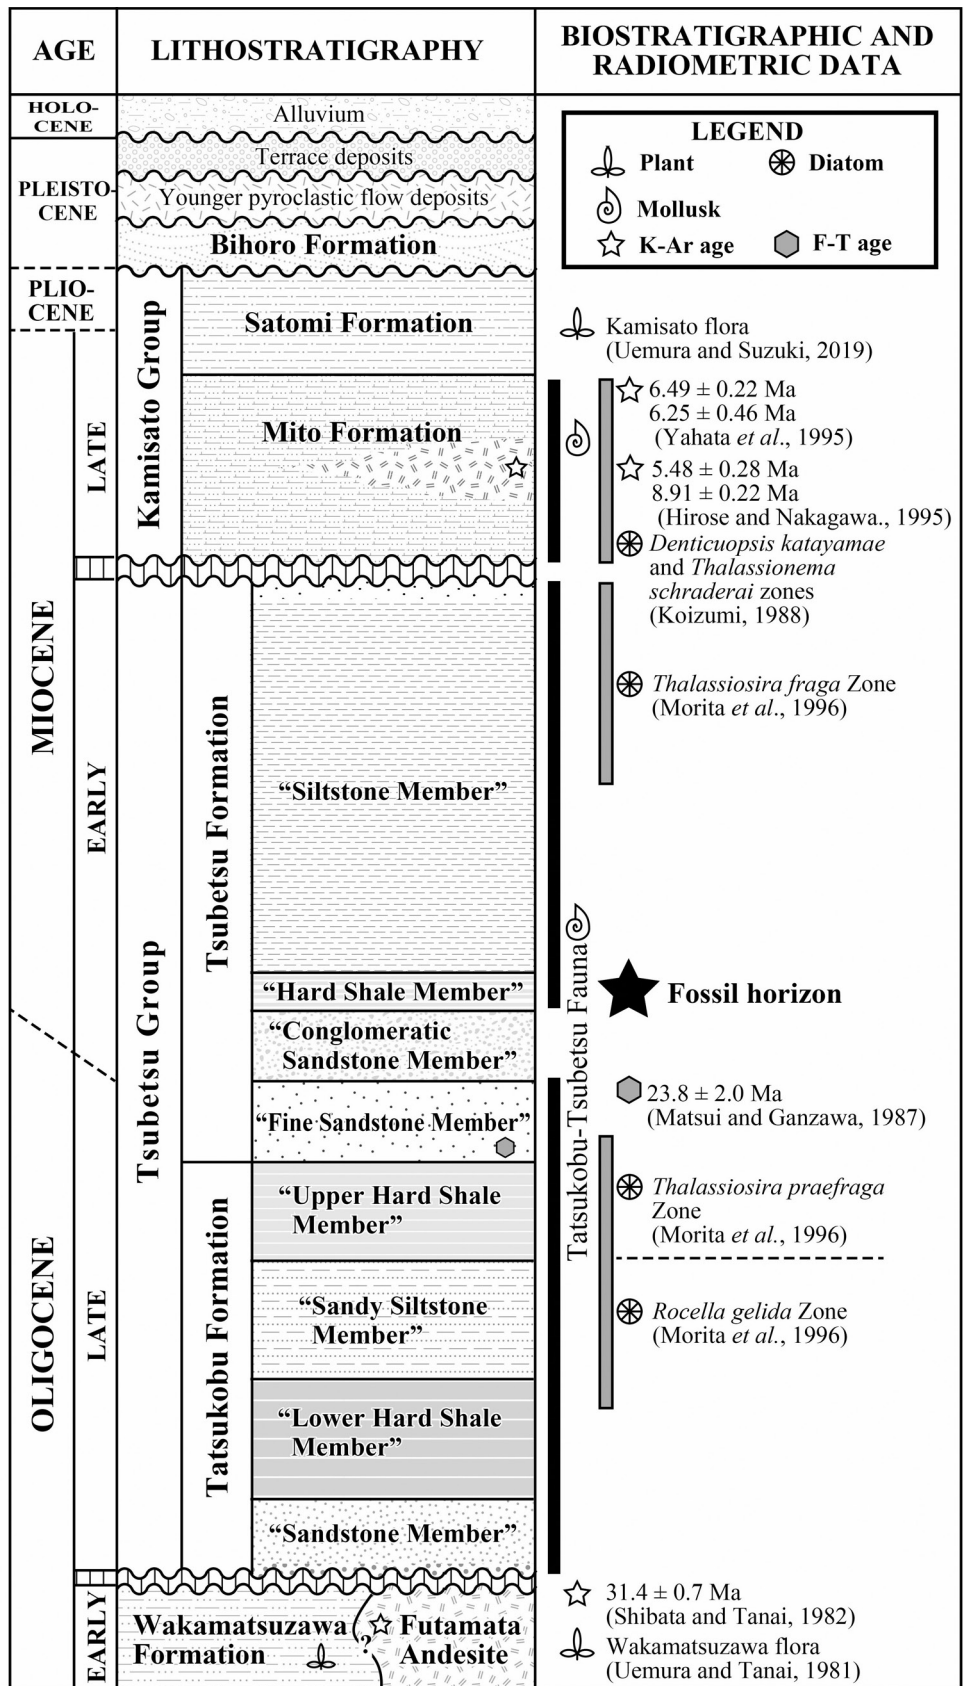 AGE
LITHOSTRATIGRAPHY
BIOSTRATIGRAPHIC AND
RADIOMETRIC DATA
HOLO-
CENE
PLEISTO-
CENE
PLIO-
CENE
MIOCENE
LATE
EARLY
OLIGOCENE
LATE
EARLY
Alluvium
Terrace deposits
Younger pyroclastic flow deposits
Bihoro Formation
Kamisato Group
Satomi Formation
Mito Formation
Tsubetsu Group
Tsubetsu Formation
“Siltstone Member”
“Hard Shale Member”
“Conglomeratic
Sandstone Member”
“Fine Sandstone Member”
Tatsukobu Formation
“Upper Hard Shale
Member”
“Sandy Siltstone
Member”
“Lower Hard Shale
Member”
“Sandstone Member”
Wakamatsuzawa
Formation
?
Futamata
Andesite
LEGEND
Plant
Diatom
Mollusk
K-Ar age
F-T age
Kamisato flora
(Uemura and Suzuki, 2019)
6.49 ± 0.22 Ma
6.25 ± 0.46 Ma
(Yahata et al., 1995)
5.48 ± 0.28 Ma
8.91 ± 0.22 Ma
(Hirose and Nakagawa., 1995)
Denticuopsis katayamae
and Thalassionema
schraderai zones
(Koizumi, 1988)
Thalassiosira fraga Zone
(Morita et al., 1996)
Tatsukobu-Tsubetsu Fauna
Fossil horizon
23.8 ± 2.0 Ma
(Matsui and Ganzawa, 1987)
Thalassiosira praefraga
Zone
(Morita et al., 1996)
Rocella gelida Zone
(Morita et al., 1996)
31.4 ± 0.7 Ma
(Shibata and Tanai, 1982)
Wakamatsuzawa flora
(Uemura and Tanai, 1981)